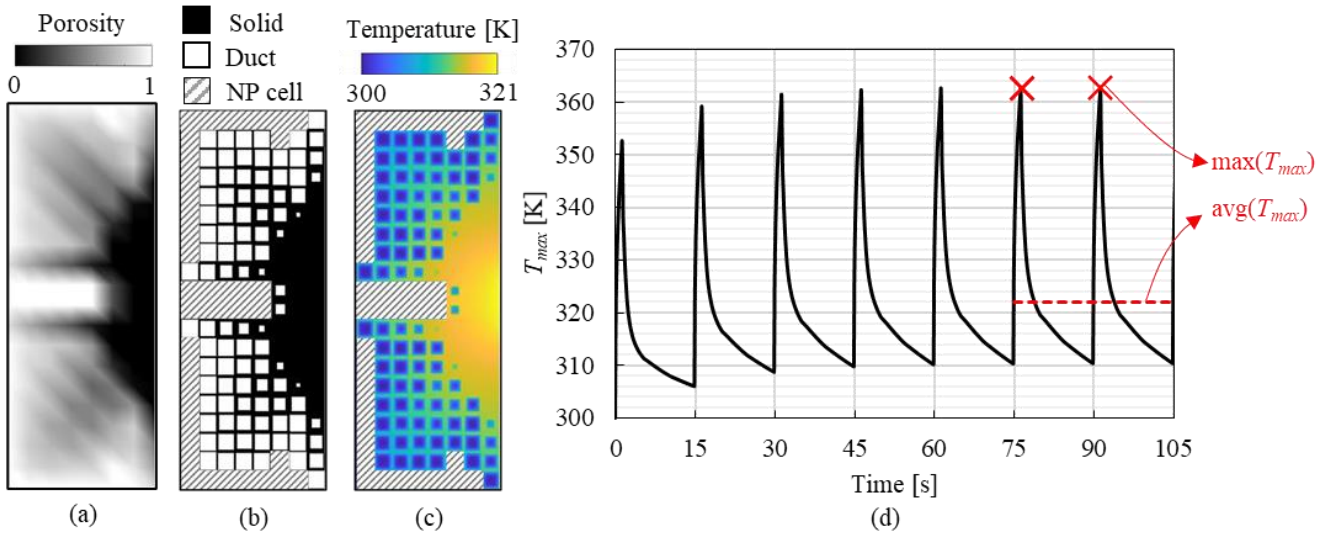 Porosity
0 1
Solid
Duct
NP cell
Temperature [K]
300 321
(a)
(b)
(c)
T_max [K]
370
360
350
340
330
320
310
300
0 15 30 45 60 75 90 105
Time [s]
(d)
max(T_max)
avg(T_max)